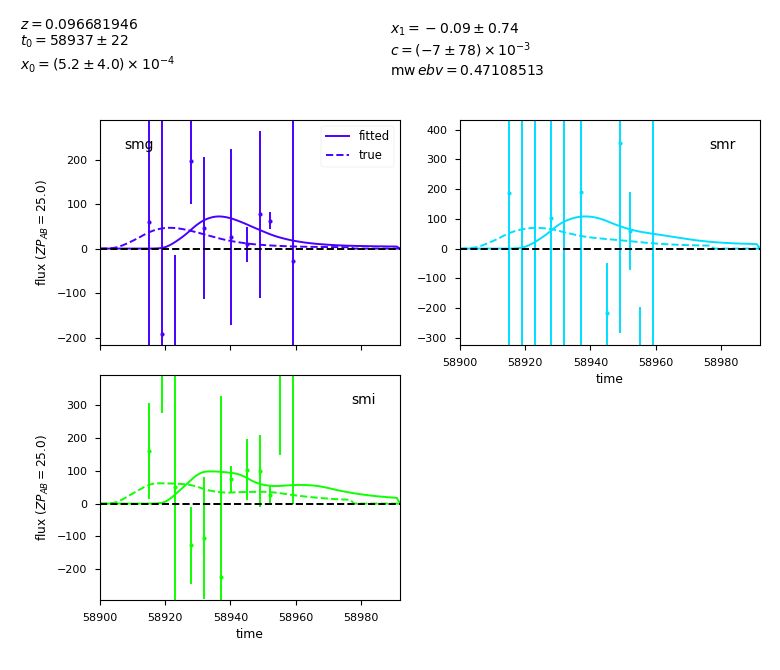 z = 0.096681946
t₀ = 58937 ± 22
x₀ = (5.2 ± 4.0) × 10⁻⁴
x₁ = −0.09 ± 0.74
c = (−7 ± 78) × 10⁻³
mw ebv = 0.47108513
smg
fitted
true
flux (ZP_AB = 25.0)
200
100
0
−100
−200
smr
400
300
200
100
0
−100
−200
−300
58900 58920 58940 58960 58980
time
smi
flux (ZP_AB = 25.0)
300
200
100
0
−100
−200
58900 58920 58940 58960 58980
time